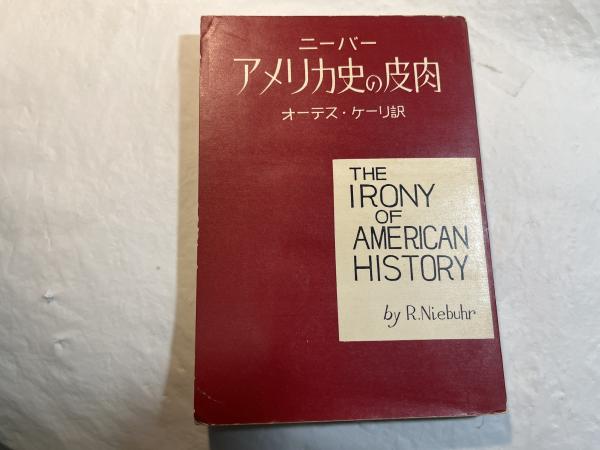 ニーバー
アメリカ史の皮肉
オーテス・ケーリ訳
THE
IRONY
OF
AMERICAN
HISTORY
by R.Niebuhr